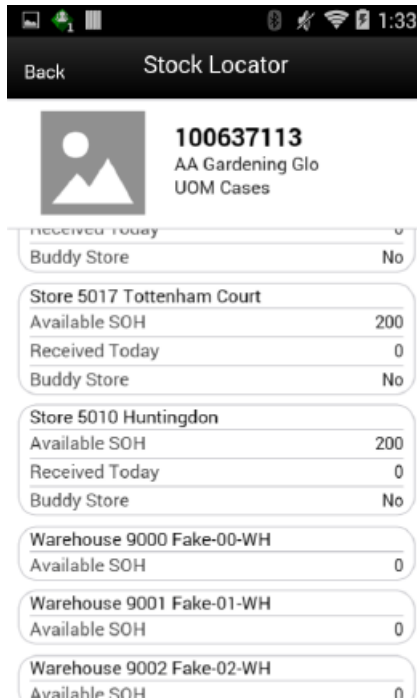 1:33
Back Stock Locator
100637113
AA Gardening Glo
UOM Cases
Received Today 0
Buddy Store No
Store 5017 Tottenham Court
Available SOH 200
Received Today 0
Buddy Store No
Store 5010 Huntingdon
Available SOH 200
Received Today 0
Buddy Store No
Warehouse 9000 Fake-00-WH
Available SOH 0
Warehouse 9001 Fake-01-WH
Available SOH 0
Warehouse 9002 Fake-02-WH
Available SOH 0